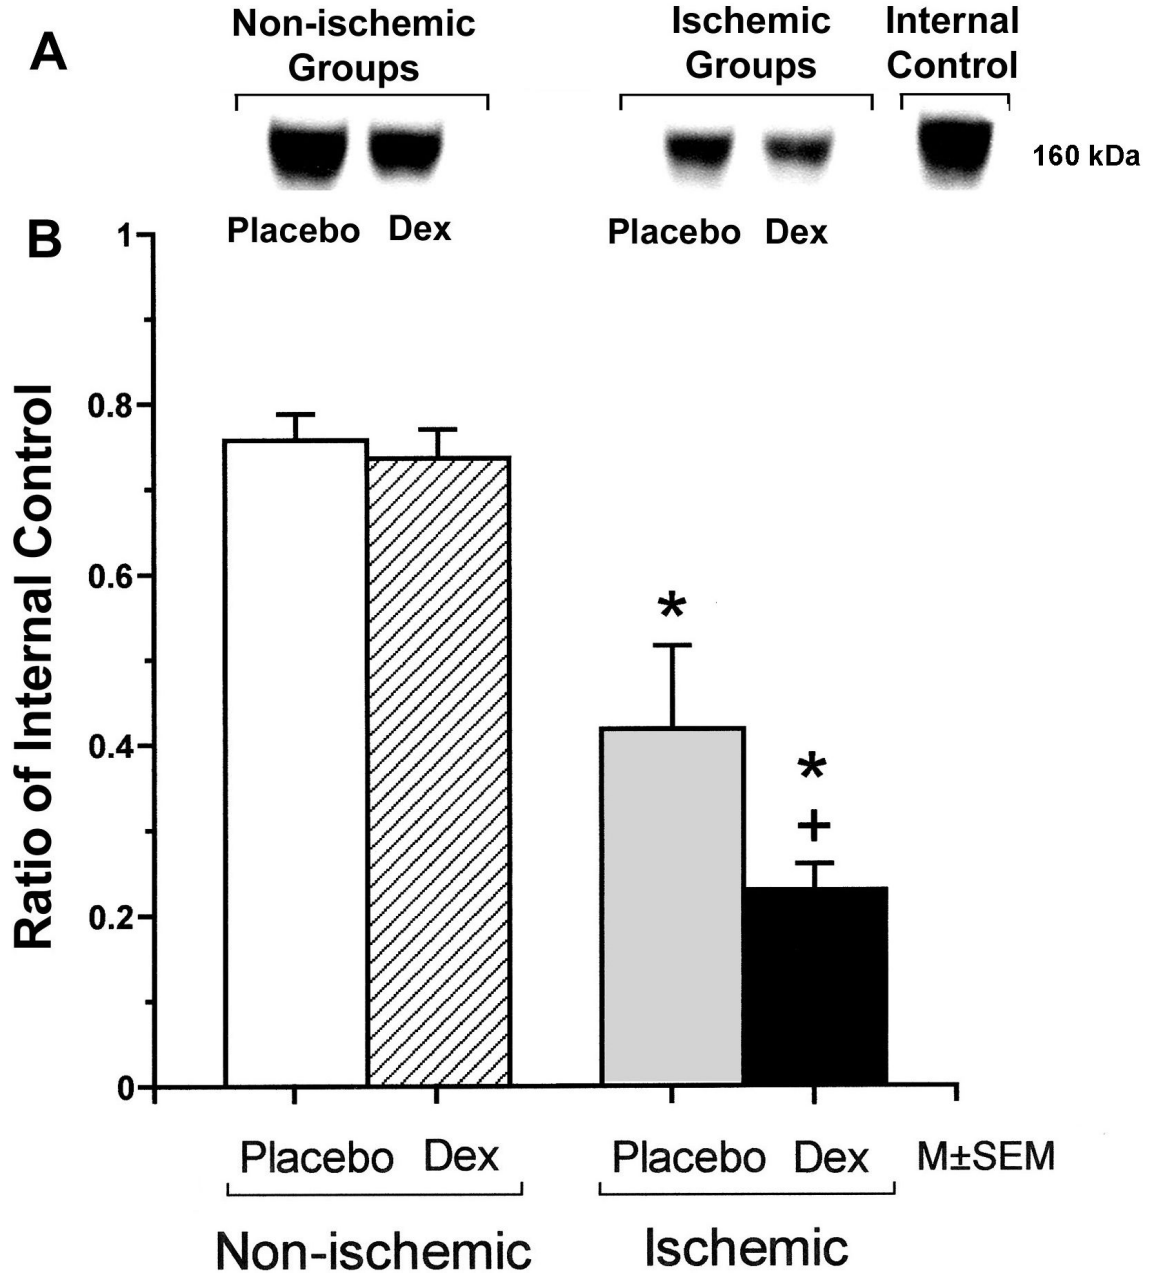 A
Non-ischemic
Groups
Ischemic
Groups
Internal
Control
160 kDa
Placebo Dex
Placebo Dex
B
Ratio of Internal Control
1
0.8
0.6
0.4
0.2
0
*
*
+
Placebo Dex
Placebo Dex
M±SEM
Non-ischemic
Ischemic